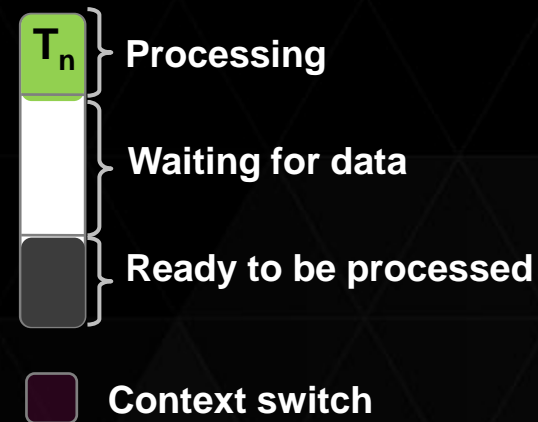 Tn
Processing
Waiting for data
Ready to be processed
Context switch